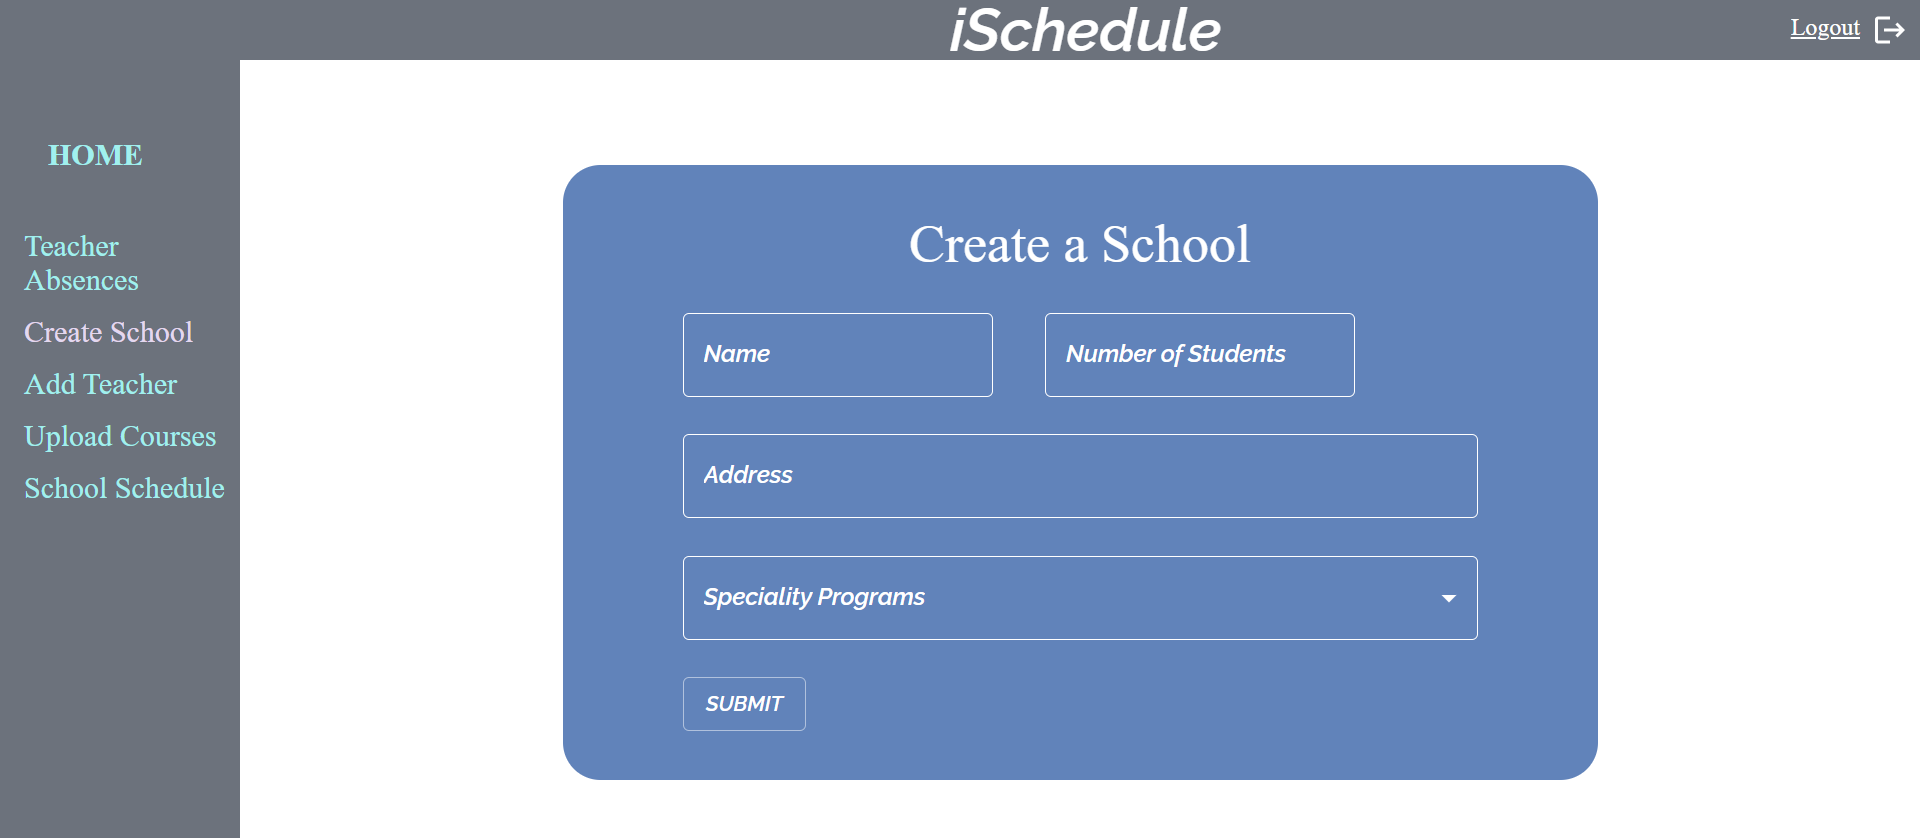 iSchedule
Logout
HOME
Teacher
Absences
Create School
Add Teacher
Upload Courses
School Schedule
Create a School
Name
Number of Students
Address
Speciality Programs
SUBMIT